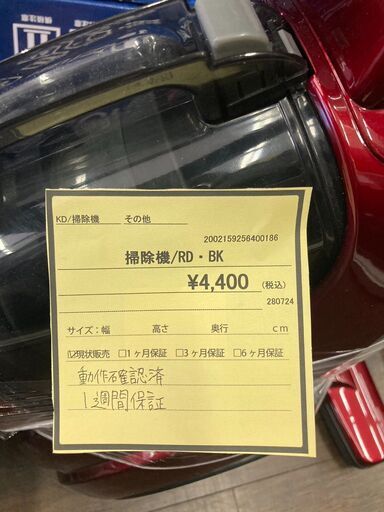 KD/掃除機 その他
2002159256400186
掃除機/RD・BK
¥4,400 (税込)
280724
サイズ:幅 高さ 奥行 cm
☑現状販売 □1ヶ月保証 □3ヶ月保証 □6ヶ月保証
動作確認済
1週間保証